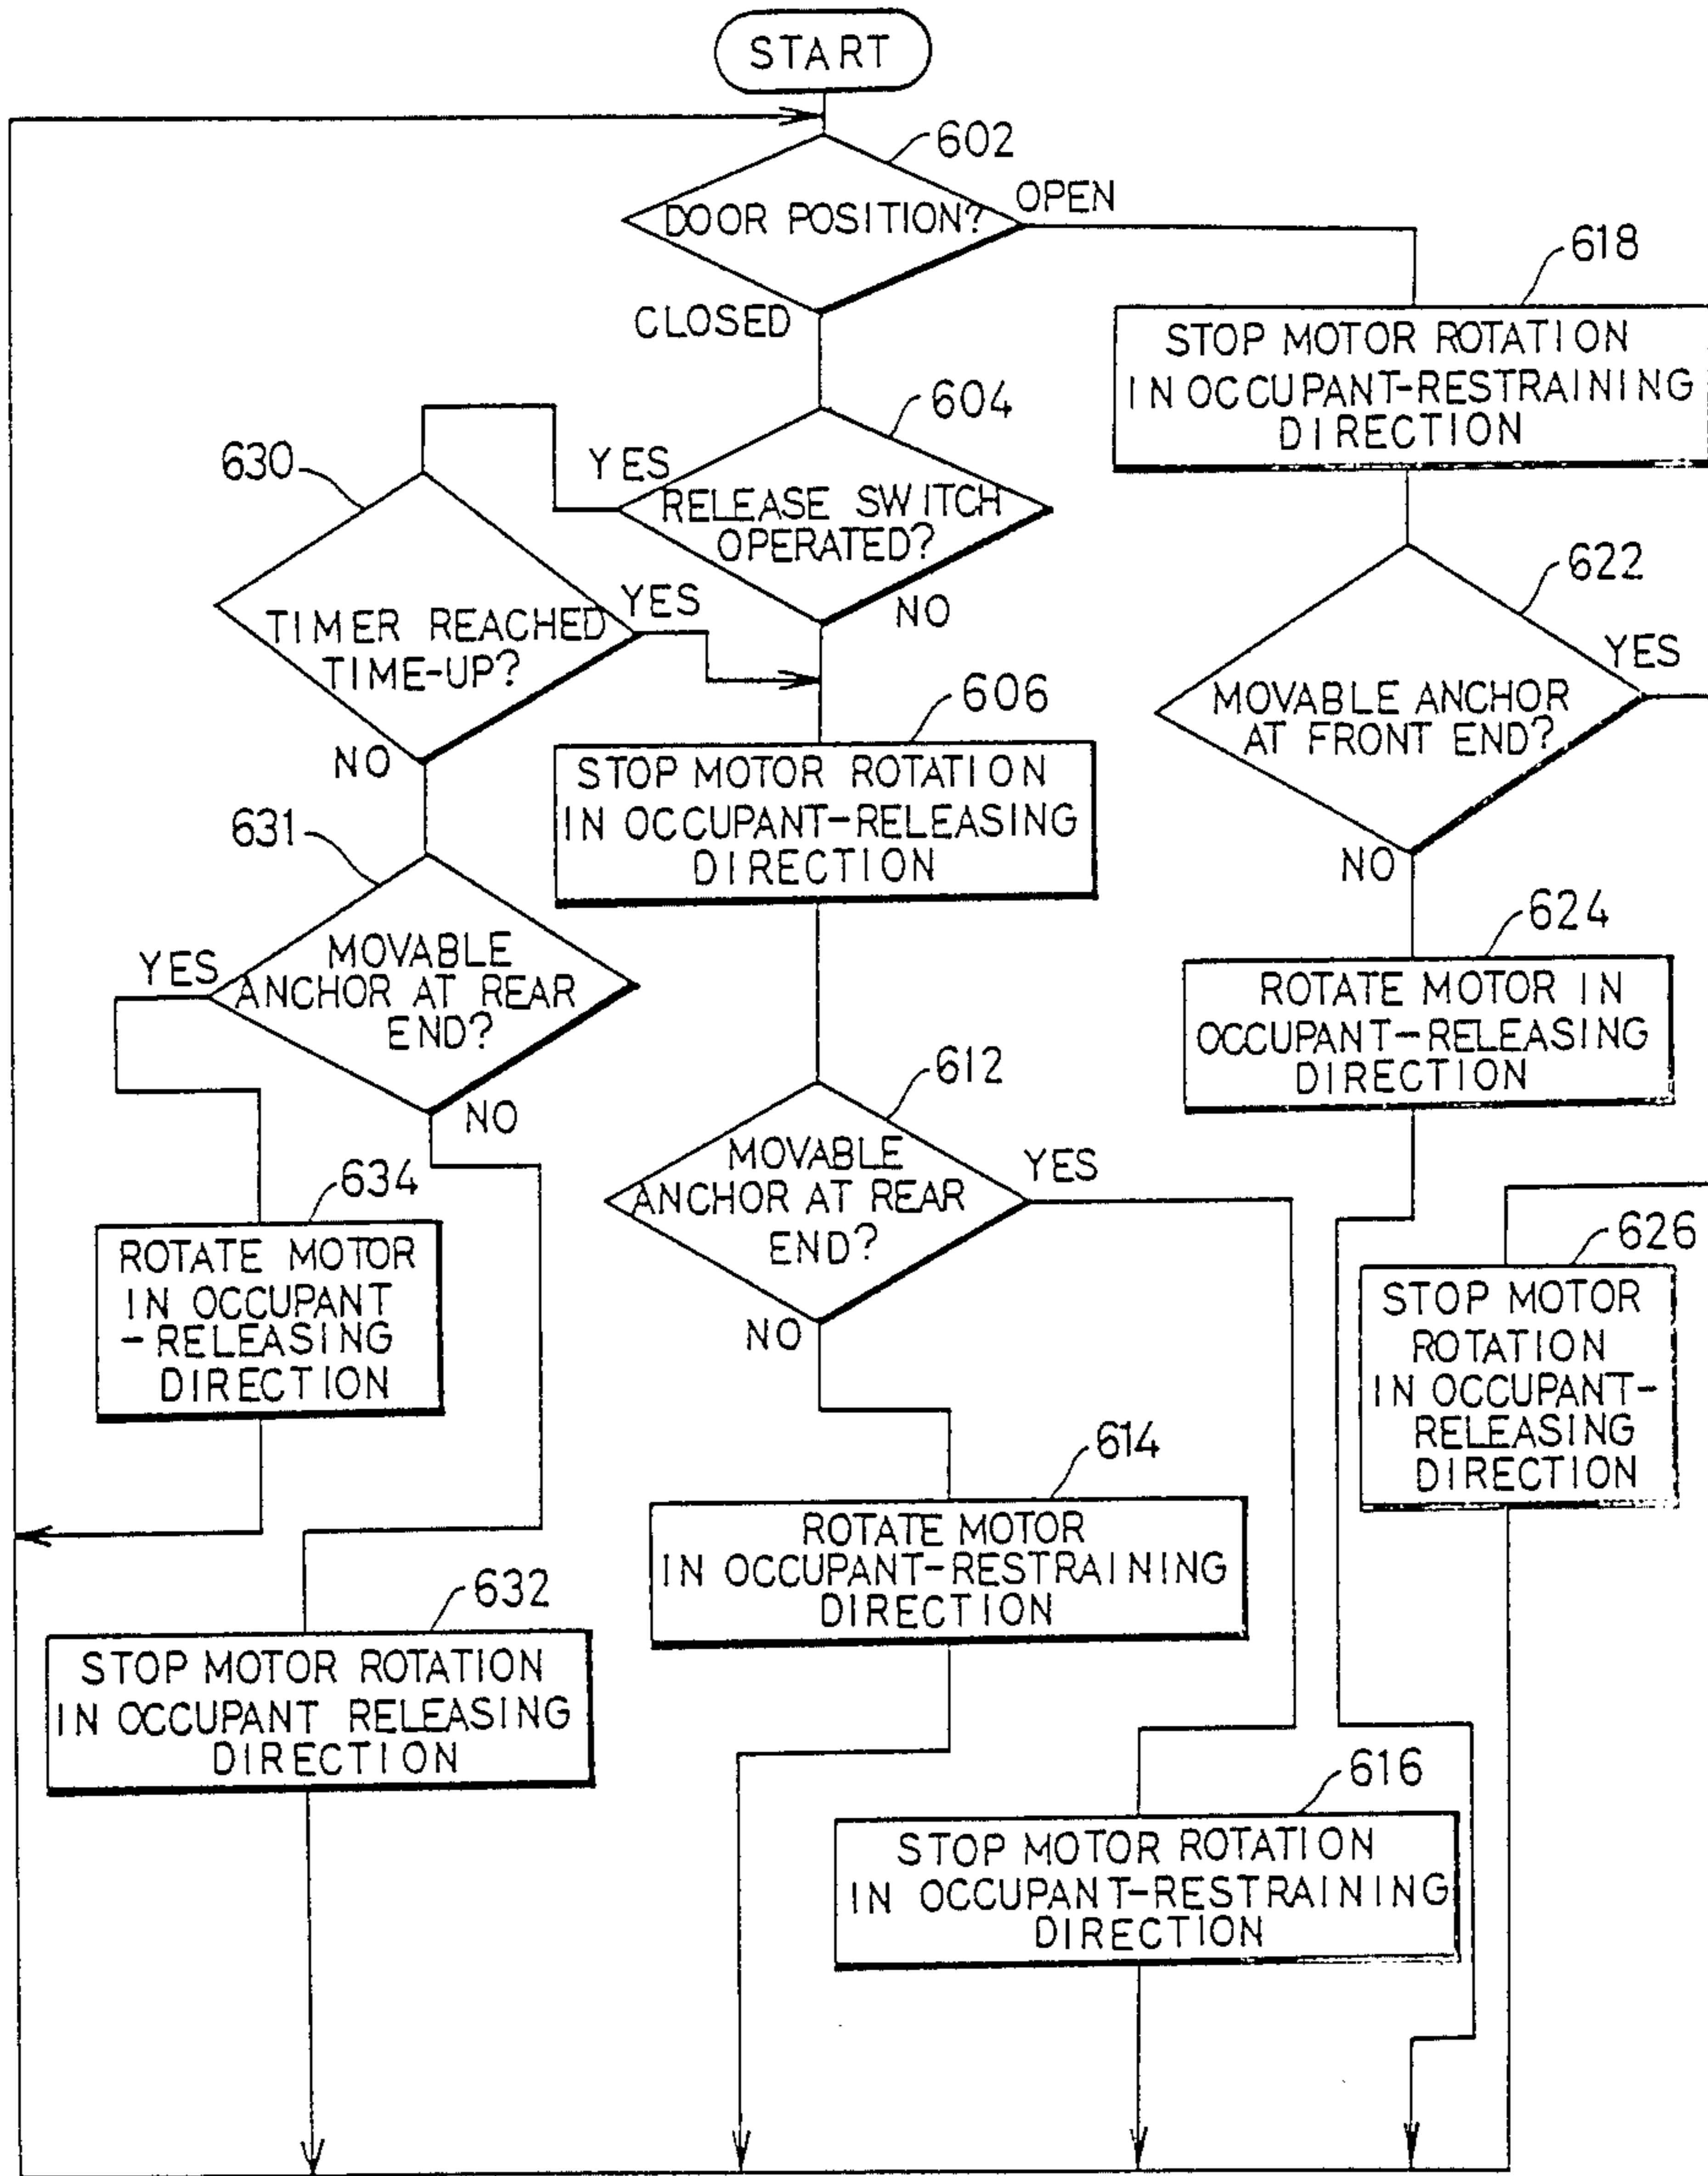 START
602
DOOR POSITION?
OPEN
CLOSED
618
STOP MOTOR ROTATION
IN OCCUPANT-RESTRAINING
DIRECTION
604
YES
RELEASE SWITCH
OPERATED?
NO
630
TIMER REACHED
TIME-UP?
YES
NO
622
YES
MOVABLE ANCHOR
AT FRONT END?
NO
606
STOP MOTOR ROTATION
IN OCCUPANT-RELEASING
DIRECTION
631
YES
MOVABLE
ANCHOR AT REAR
END?
NO
624
ROTATE MOTOR IN
OCCUPANT-RELEASING
DIRECTION
612
MOVABLE
ANCHOR AT REAR
END?
YES
NO
634
ROTATE MOTOR
IN OCCUPANT
-RELEASING
DIRECTION
626
STOP MOTOR
ROTATION
IN OCCUPANT-
RELEASING
DIRECTION
614
ROTATE MOTOR
IN OCCUPANT-RESTRAINING
DIRECTION
632
STOP MOTOR ROTATION
IN OCCUPANT RELEASING
DIRECTION
616
STOP MOTOR ROTATION
IN OCCUPANT-RESTRAINING
DIRECTION